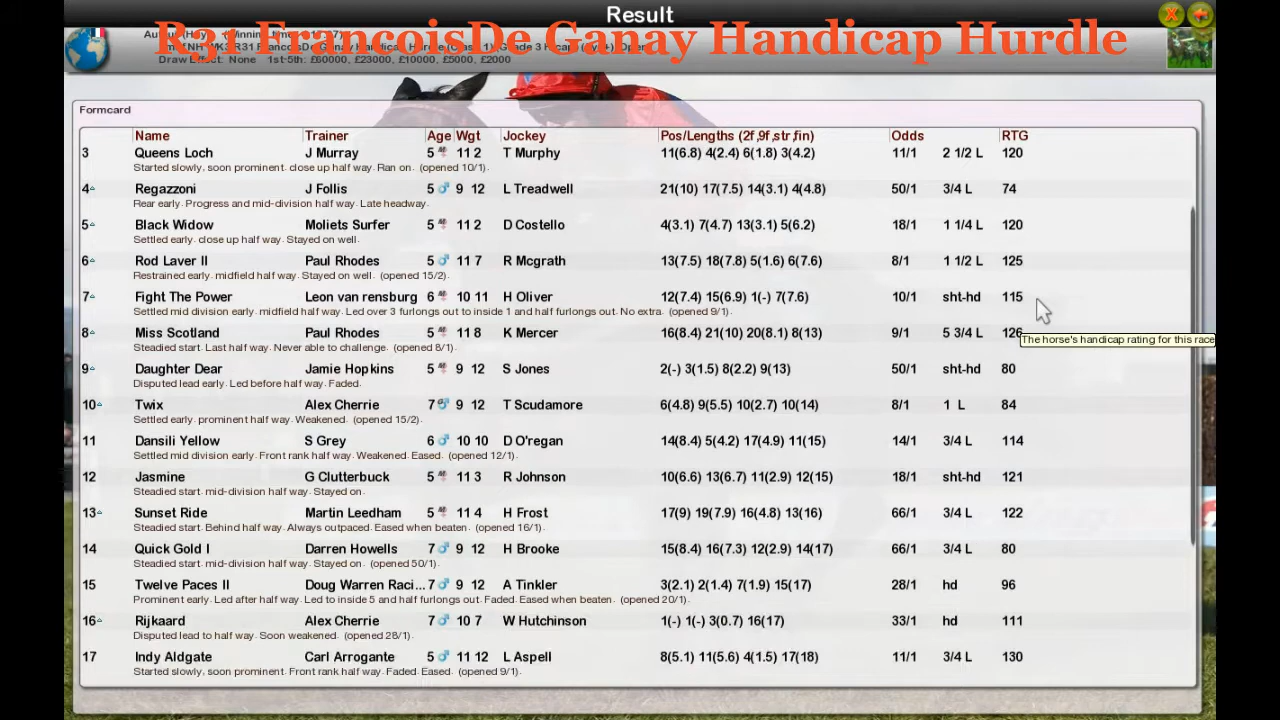 Result
R31 FrancoisDe Ganay Handicap Hurdle
Draw Effect: None 1st-5th: £60000, £23000, £10000, £5000, £2000
Formcard
Name Trainer Age Wgt Jockey Pos/Lengths (2f,9f,str,fin) Odds RTG
3 Queens Loch J Murray 5 11 2 T Murphy 11(6.8) 4(2.4) 6(1.8) 3(4.2) 11/1 2 1/2 L 120
Started slowly, soon prominent. close up half way. Ran on. (opened 10/1).
4 Regazzoni J Follis 5 9 12 L Treadwell 21(10) 17(7.5) 14(3.1) 4(4.8) 50/1 3/4 L 74
Rear early. Progress and mid-division half way. Late headway.
5 Black Widow Moliets Surfer 5 11 2 D Costello 4(3.1) 7(4.7) 13(3.1) 5(6.2) 18/1 1 1/4 L 120
Settled early. close up half way. Stayed on well.
6 Rod Laver II Paul Rhodes 5 11 7 R Mcgrath 13(7.5) 18(7.8) 5(1.6) 6(7.6) 8/1 1 1/2 L 125
Restrained early. midfield half way. Stayed on well. (opened 15/2).
7 Fight The Power Leon van rensburg 6 10 11 H Oliver 12(7.4) 15(6.9) 1(-) 7(7.6) 10/1 sht-hd 115
Settled mid division early. midfield half way. Led over 3 furlongs out to inside 1 and half furlongs out. No extra. (opened 9/1).
8 Miss Scotland Paul Rhodes 5 11 8 K Mercer 16(8.4) 21(10) 20(8.1) 8(13) 9/1 5 3/4 L 126
The horse's handicap rating for this race
Steadied start. Last half way. Never able to challenge. (opened 8/1).
9 Daughter Dear Jamie Hopkins 5 9 12 S Jones 2(-) 3(1.5) 8(2.2) 9(13) 50/1 sht-hd 80
Disputed lead early. Led before half way. Faded.
10 Twix Alex Cherrie 7 9 12 T Scudamore 6(4.8) 9(5.5) 10(2.7) 10(14) 8/1 1 L 84
Settled early. prominent half way. Weakened. (opened 15/2).
11 Dansili Yellow S Grey 6 10 10 D O'regan 14(8.4) 5(4.2) 17(4.9) 11(15) 14/1 3/4 L 114
Settled mid division early. Front rank half way. Weakened. Eased. (opened 12/1).
12 Jasmine G Clutterbuck 5 11 3 R Johnson 10(6.6) 13(6.7) 11(2.9) 12(15) 18/1 sht-hd 121
Steadied start. mid-division half way. Stayed on.
13 Sunset Ride Martin Leedham 5 11 4 H Frost 17(9) 19(7.9) 16(4.8) 13(16) 66/1 3/4 L 122
Steadied start. Behind half way. Always outpaced. Eased when beaten. (opened 16/1).
14 Quick Gold I Darren Howells 7 9 12 H Brooke 15(8.4) 16(7.3) 12(2.9) 14(17) 66/1 3/4 L 80
Steadied start. mid-division half way. Stayed on. (opened 50/1).
15 Twelve Paces II Doug Warren Raci... 7 9 12 A Tinkler 3(2.1) 2(1.4) 7(1.9) 15(17) 28/1 hd 96
Prominent early. Led after half way. Led to inside 5 and half furlongs out. Faded. Eased when beaten. (opened 20/1).
16 Rijkaard Alex Cherrie 7 10 7 W Hutchinson 1(-) 1(-) 3(0.7) 16(17) 33/1 hd 111
Disputed lead to half way. Soon weakened. (opened 28/1).
17 Indy Aldgate Carl Arrogante 5 11 12 L Aspell 8(5.1) 11(5.6) 4(1.5) 17(18) 11/1 3/4 L 130
Started slowly, soon prominent. Front rank half way. Faded. Eased. (opened 9/1).